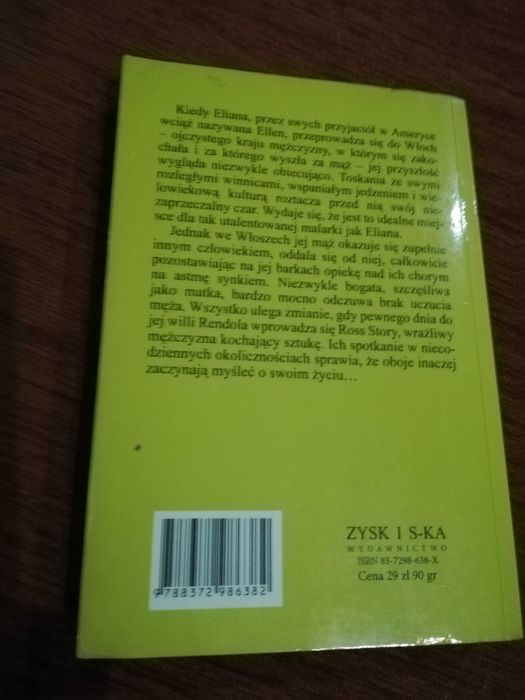 Kiedy Eliana, przez swych przyjaciół w Ameryce
wciąż nazywana Ellen, przeprowadza się do Włoch
– ojczystego kraju mężczyzny, w którym się zako-
chała i za którego wyszła za mąż – jej przyszłość
wygląda niezwykle obiecująco. Toskania ze swymi
rozległymi winnicami, wspaniałym jedzeniem i wie-
lowiekową kulturą roztacza przed nią swój nie-
zaprzeczalny czar. Wydaje się, że jest to idealne miej-
sce dla tak utalentowanej malarki jak Eliana.
Jednak we Włoszech jej mąż okazuje się zupełnie
innym człowiekiem, oddala się od niej, całkowicie
pozostawiając na jej barkach opiekę nad ich chorym
na astmę synkiem. Niezwykle bogata, szczęśliwa
jako matka, bardzo mocno odczuwa brak uczucia
męża. Wszystko ulega zmianie, gdy pewnego dnia do
jej willi Rendola wprowadza się Ross Story, wrażliwy
mężczyzna kochający sztukę. Ich spotkanie w nieco-
dziennych okolicznościach sprawia, że oboje inaczej
zaczynają myśleć o swoim życiu…
ZYSK I S-KA
WYDAWNICTWO
ISBN 83-7298-638-X
Cena 29 zł 90 gr
9788372986382